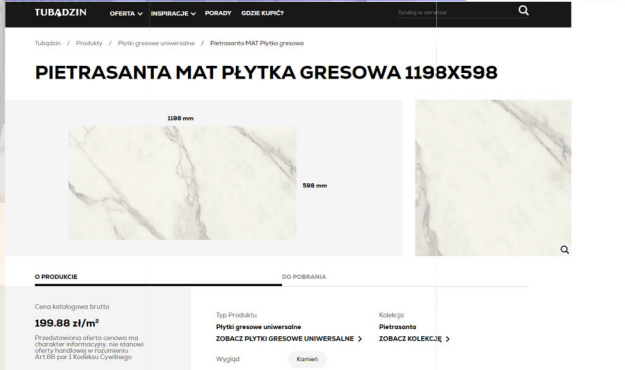 TUBĄDZIN OFERTA INSPIRACJE PORADY GDZIE KUPIĆ? Szukaj w serwisie
Tubądzin / Produkty / Płytki gresowe uniwersalne / Pietrasanta MAT Płytka gresowa
PIETRASANTA MAT PŁYTKA GRESOWA 1198X598
1198 mm
598 mm
O PRODUKCIE DO POBRANIA
Cena katalogowa brutto
199.88 zł/m²
Przedstawiona oferta cenowa ma
charakter informacyjny, nie stanowi
oferty handlowej w rozumieniu
Art.66 par 1 Kodeksu Cywilnego
Typ Produktu Kolekcja
Płytki gresowe uniwersalne Pietrasanta
ZOBACZ PŁYTKI GRESOWE UNIWERSALNE > ZOBACZ KOLEKCJĘ >
Wygląd Kamień